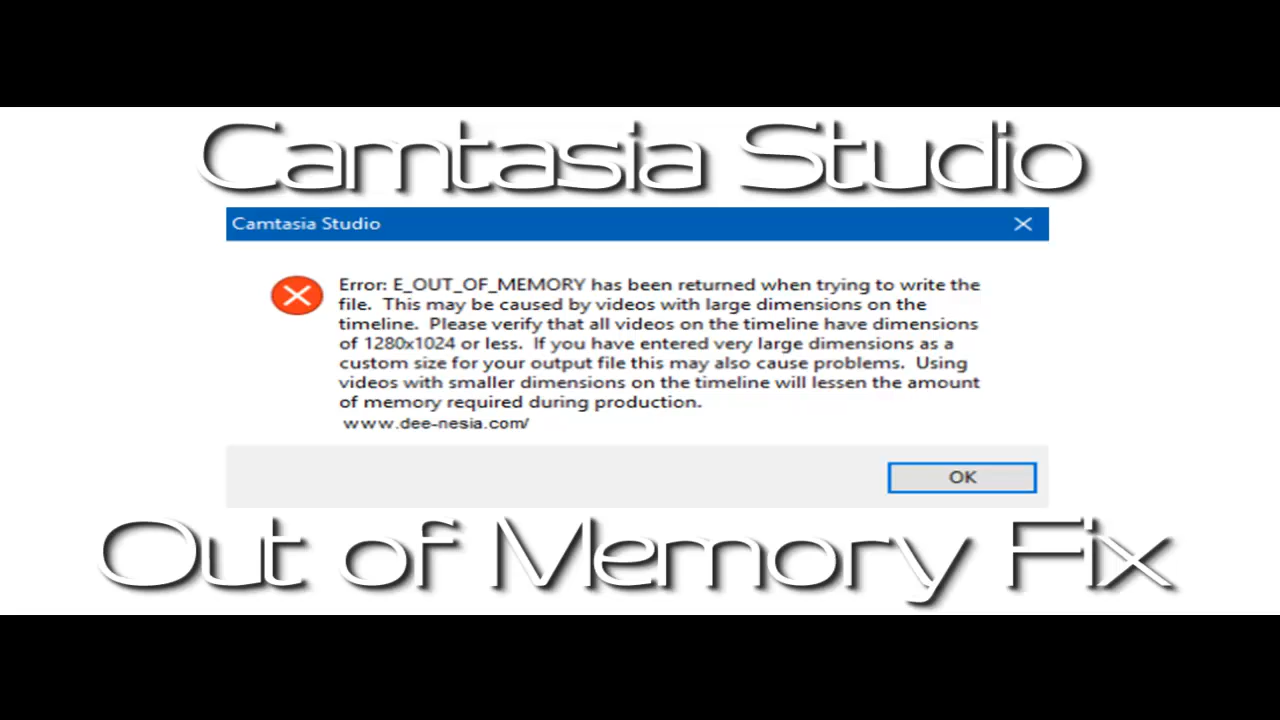 Camtasia Studio
Camtasia Studio
Error: E_OUT_OF_MEMORY has been returned when trying to write the
file.  This may be caused by videos with large dimensions on the
timeline.  Please verify that all videos on the timeline have dimensions
of 1280x1024 or less.  If you have entered very large dimensions as a
custom size for your output file this may also cause problems.  Using
videos with smaller dimensions on the timeline will lessen the amount
of memory required during production.
www.dee-nesia.com/
OK
Out of Memory Fix